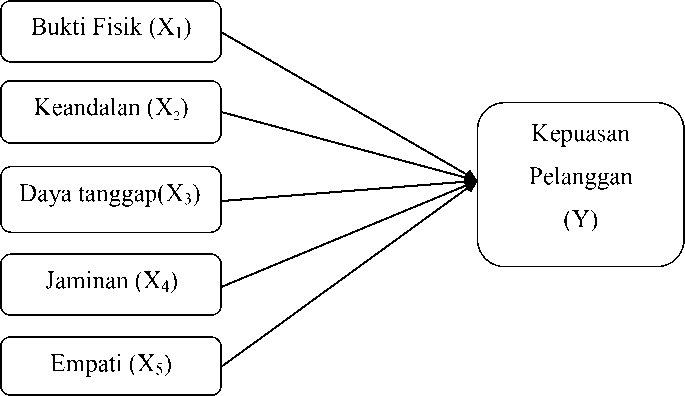 Bukti Fisik (X₁)
Keandalan (X₂)
Daya tanggap(X₃)
Jaminan (X₄)
Empati (X₅)
Kepuasan
Pelanggan
(Y)